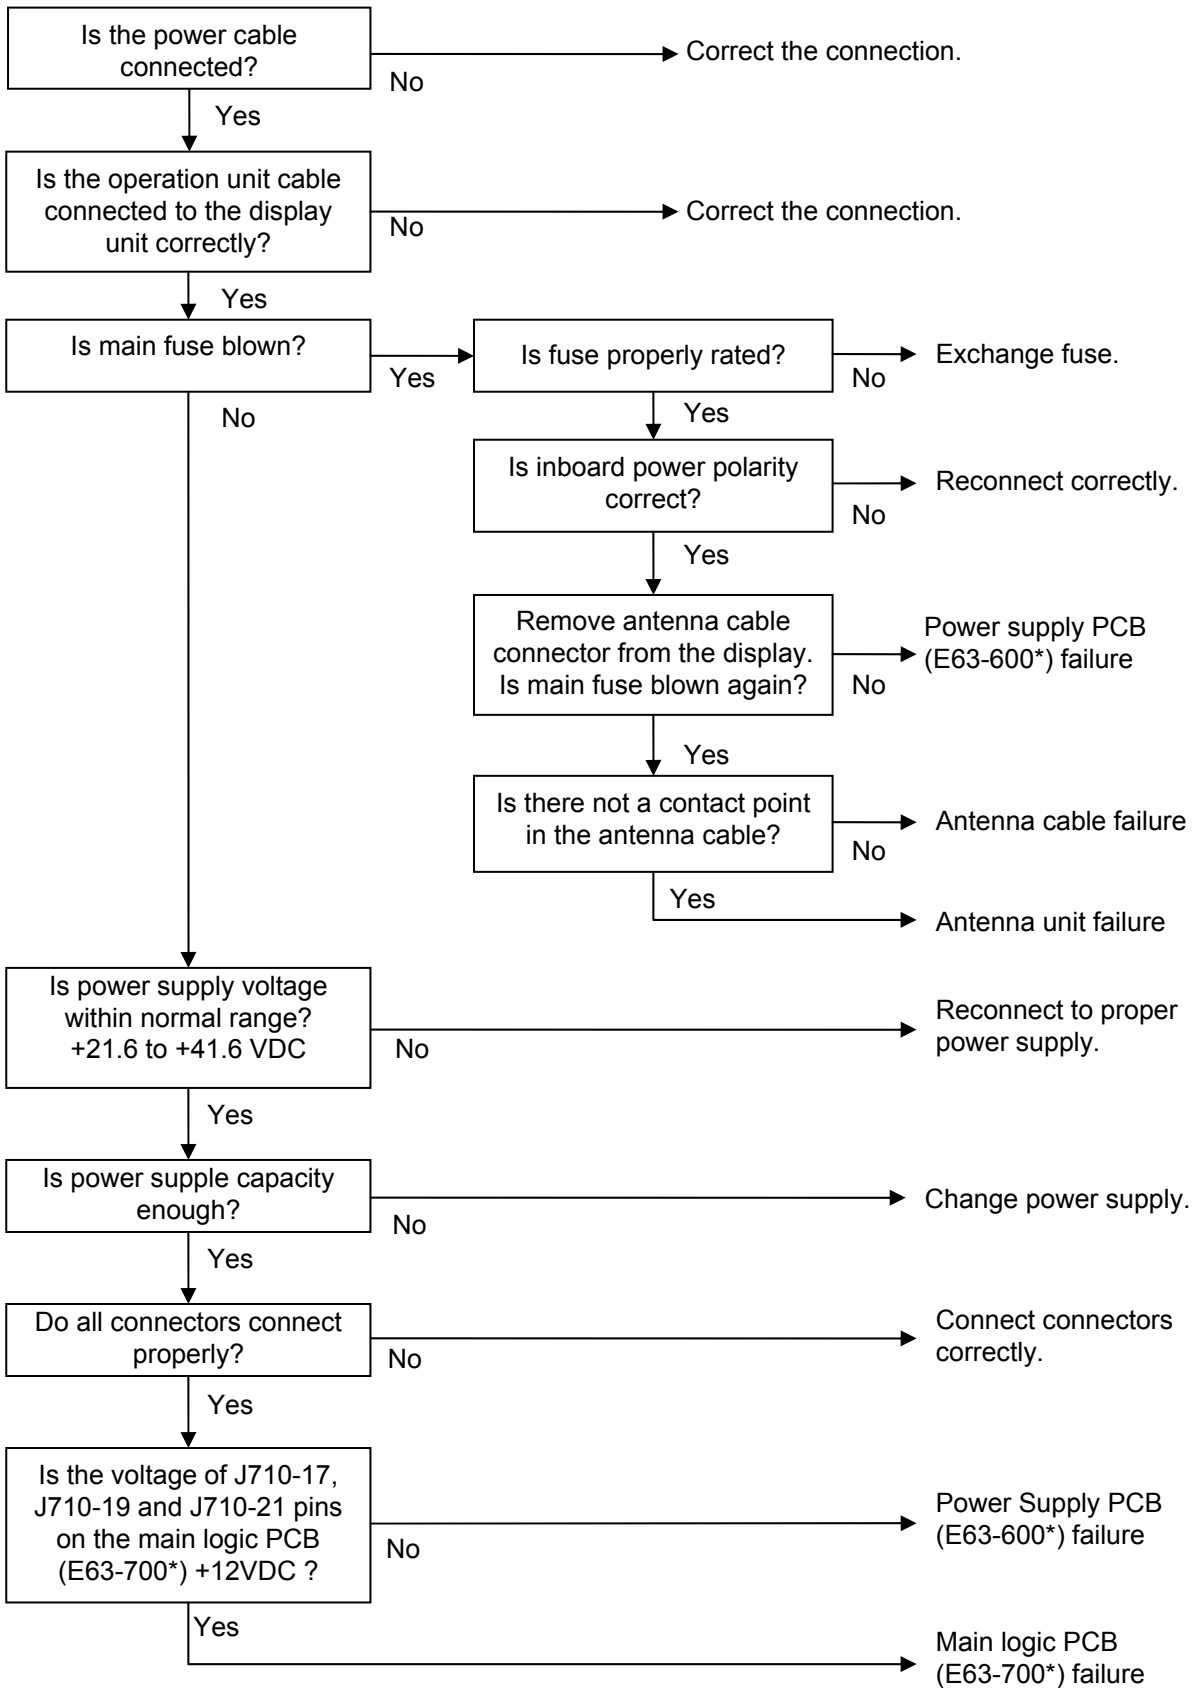 Is the power cable
connected?
Correct the connection.
No
Yes
Is the operation unit cable
connected to the display
unit correctly?
Correct the connection.
No
Yes
Is main fuse blown?
Yes
Is fuse properly rated?
No
Exchange fuse.
No
Yes
Is inboard power polarity
correct?
Reconnect correctly.
No
Yes
Remove antenna cable
connector from the display.
Is main fuse blown again?
Power supply PCB
(E63-600*) failure
No
Yes
Is there not a contact point
in the antenna cable?
Antenna cable failure
No
Yes
Antenna unit failure
Is power supply voltage
within normal range?
+21.6 to +41.6 VDC
No
Reconnect to proper
power supply.
Yes
Is power supple capacity
enough?
No
Change power supply.
Yes
Do all connectors connect
properly?
No
Connect connectors
correctly.
Yes
Is the voltage of J710-17,
J710-19 and J710-21 pins
on the main logic PCB
(E63-700*) +12VDC ?
No
Power Supply PCB
(E63-600*) failure
Yes
Main logic PCB
(E63-700*) failure